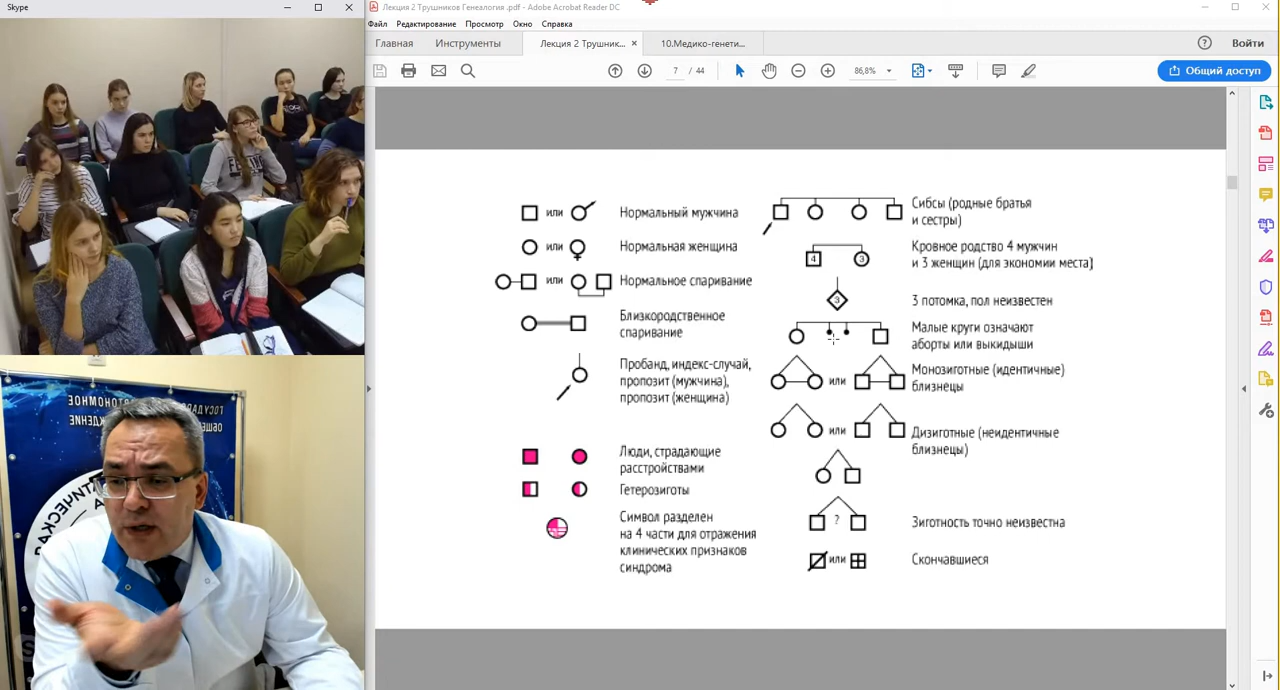 Skype
Лекция 2 Трушников Генеалогия .pdf - Adobe Acrobat Reader DC
Файл Редактирование Просмотр Окно Справка
Главная Инструменты Лекция 2 Трушник... × 10.Медико-генети... Войти
7 / 44 86,8% Общий доступ
или Нормальный мужчина
или Нормальная женщина
или Нормальное спаривание
Близкородственное
спаривание
Пробанд, индекс-случай,
пропозит (мужчина),
пропозит (женщина)
Люди, страдающие
расстройствами
Гетерозиготы
Символ разделен
на 4 части для отражения
клинических признаков
синдрома
Сибсы (родные братья
и сестры)
4 3 Кровное родство 4 мужчин
и 3 женщин (для экономии места)
3 3 потомка, пол неизвестен
Малые круги означают
аборты или выкидыши
или Монозиготные (идентичные)
близнецы
или Дизиготные (неидентичные
близнецы)
? Зиготность точно неизвестна
или Скончавшиеся
ГОСУДАРСТВЕННОЕ АВТОНОМНОЕ